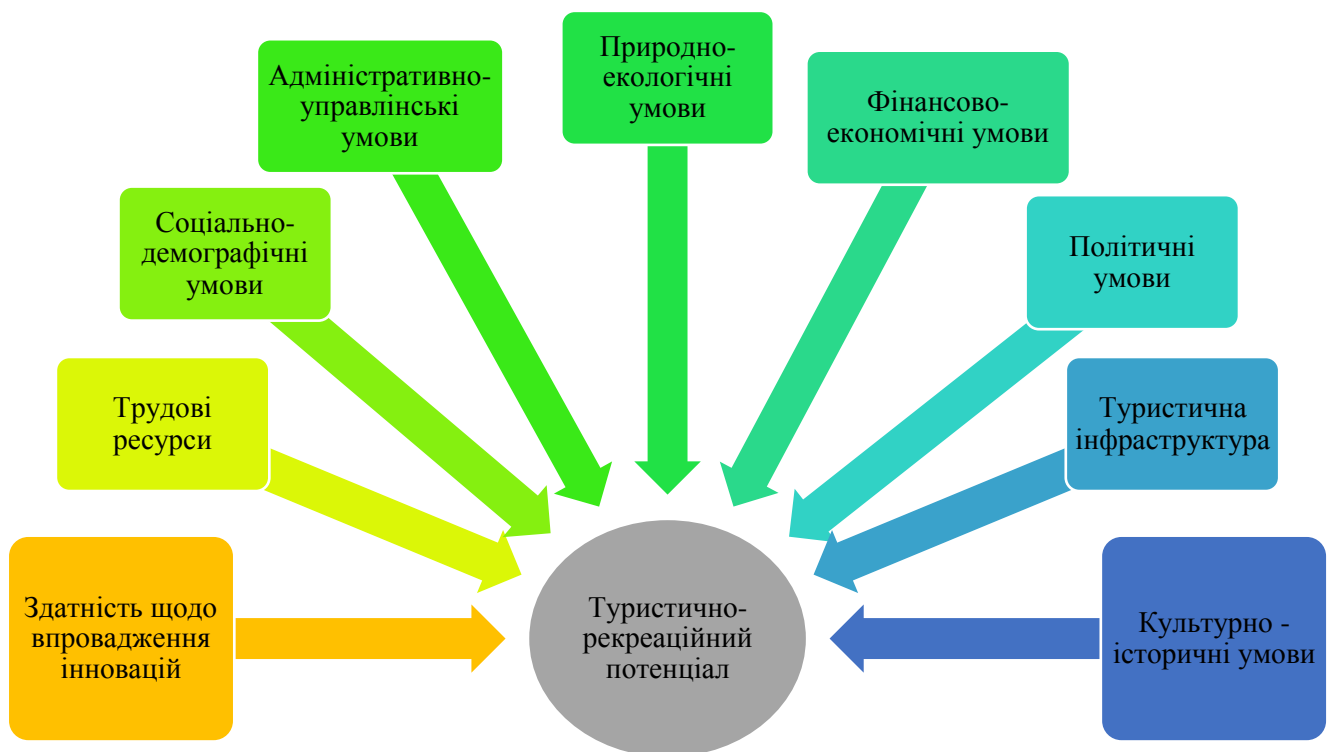 Природно-
екологічні
умови
Адміністративно-
управлінські
умови
Фінансово-
економічні умови
Соціально-
демографічні
умови
Політичні
умови
Трудові
ресурси
Туристична
інфраструктура
Здатність щодо
впровадження
інновацій
Туристично-
рекреаційний
потенціал
Культурно -
історичні умови